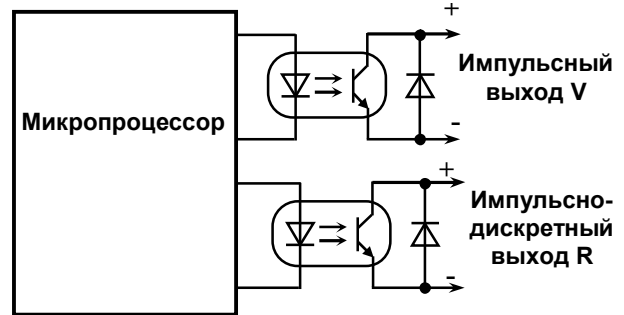 Микропроцессор
+
Импульсный
выход V
-
+
Импульсно-
дискретный
выход R
-